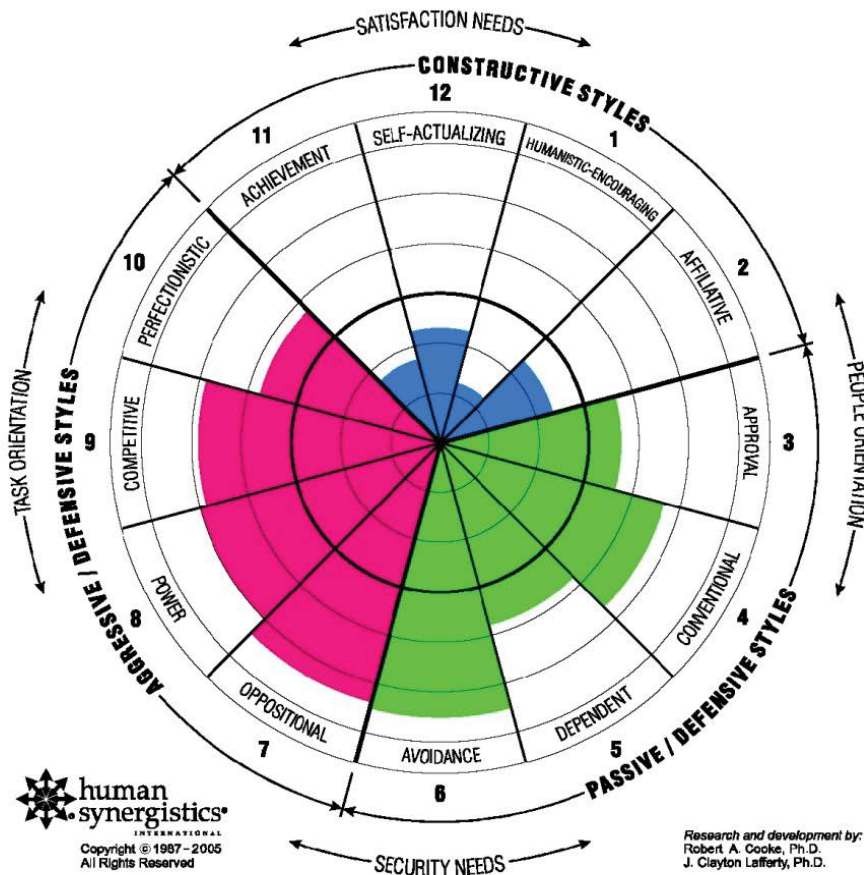 SATISFACTION NEEDS
CONSTRUCTIVE STYLES
12
11
1
SELF-ACTUALIZING
ACHIEVEMENT
HUMANISTIC-ENCOURAGING
10
2
PERFECTIONISTIC
AFFILIATIVE
TASK ORIENTATION
PEOPLE ORIENTATION
AGGRESSIVE / DEFENSIVE STYLES
9
COMPETITIVE
APPROVAL
3
8
POWER
CONVENTIONAL
4
OPPOSITIONAL
DEPENDENT
7
AVOIDANCE
5
6
PASSIVE / DEFENSIVE STYLES
SECURITY NEEDS
human
synergistics®
INTERNATIONAL
Copyright © 1987-2005
All Rights Reserved
Research and development by:
Robert A. Cooke, Ph.D.
J. Clayton Lafferty, Ph.D.